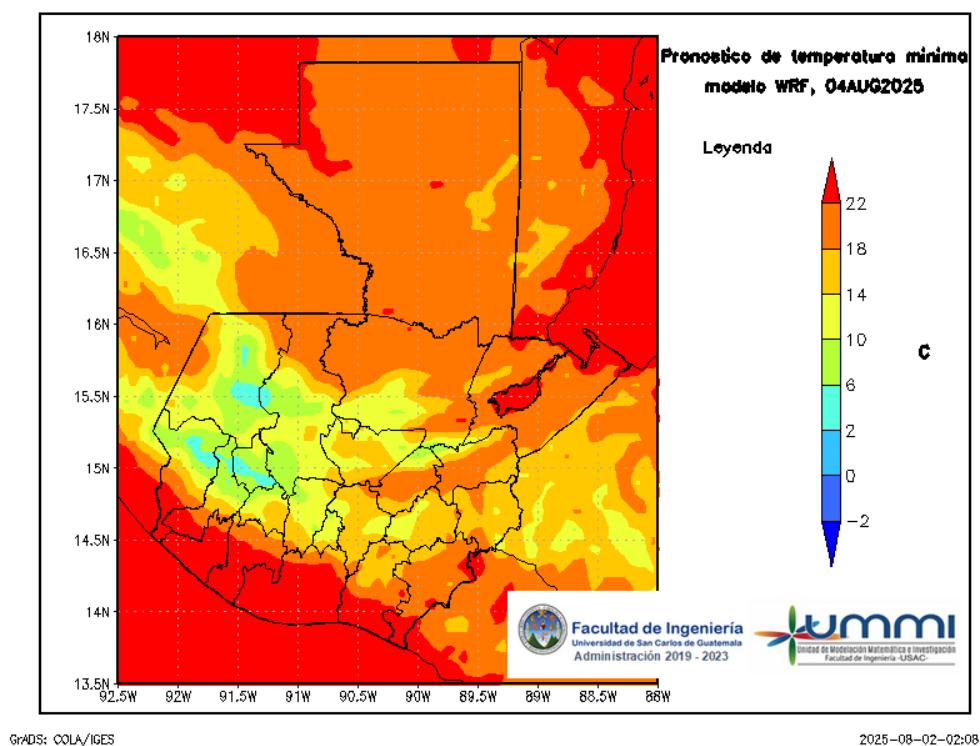 Pronostico de temperatura minima
modelo WRF, 04AUG2025
Leyenda
22
18
14
10
6
2
0
−2
C
18N
17.5N
17N
16.5N
16N
15.5N
15N
14.5N
14N
13.5N
92.5W
92W
91.5W
91W
90.5W
90W
89.5W
89W
88.5W
88W
Facultad de Ingeniería
Universidad de San Carlos de Guatemala
Administración 2019 - 2023
ummi
Unidad de Modelación Matemática e Investigación
Facultad de Ingeniería -USAC-
GrADS: COLA/IGES
2025-08-02-02:08